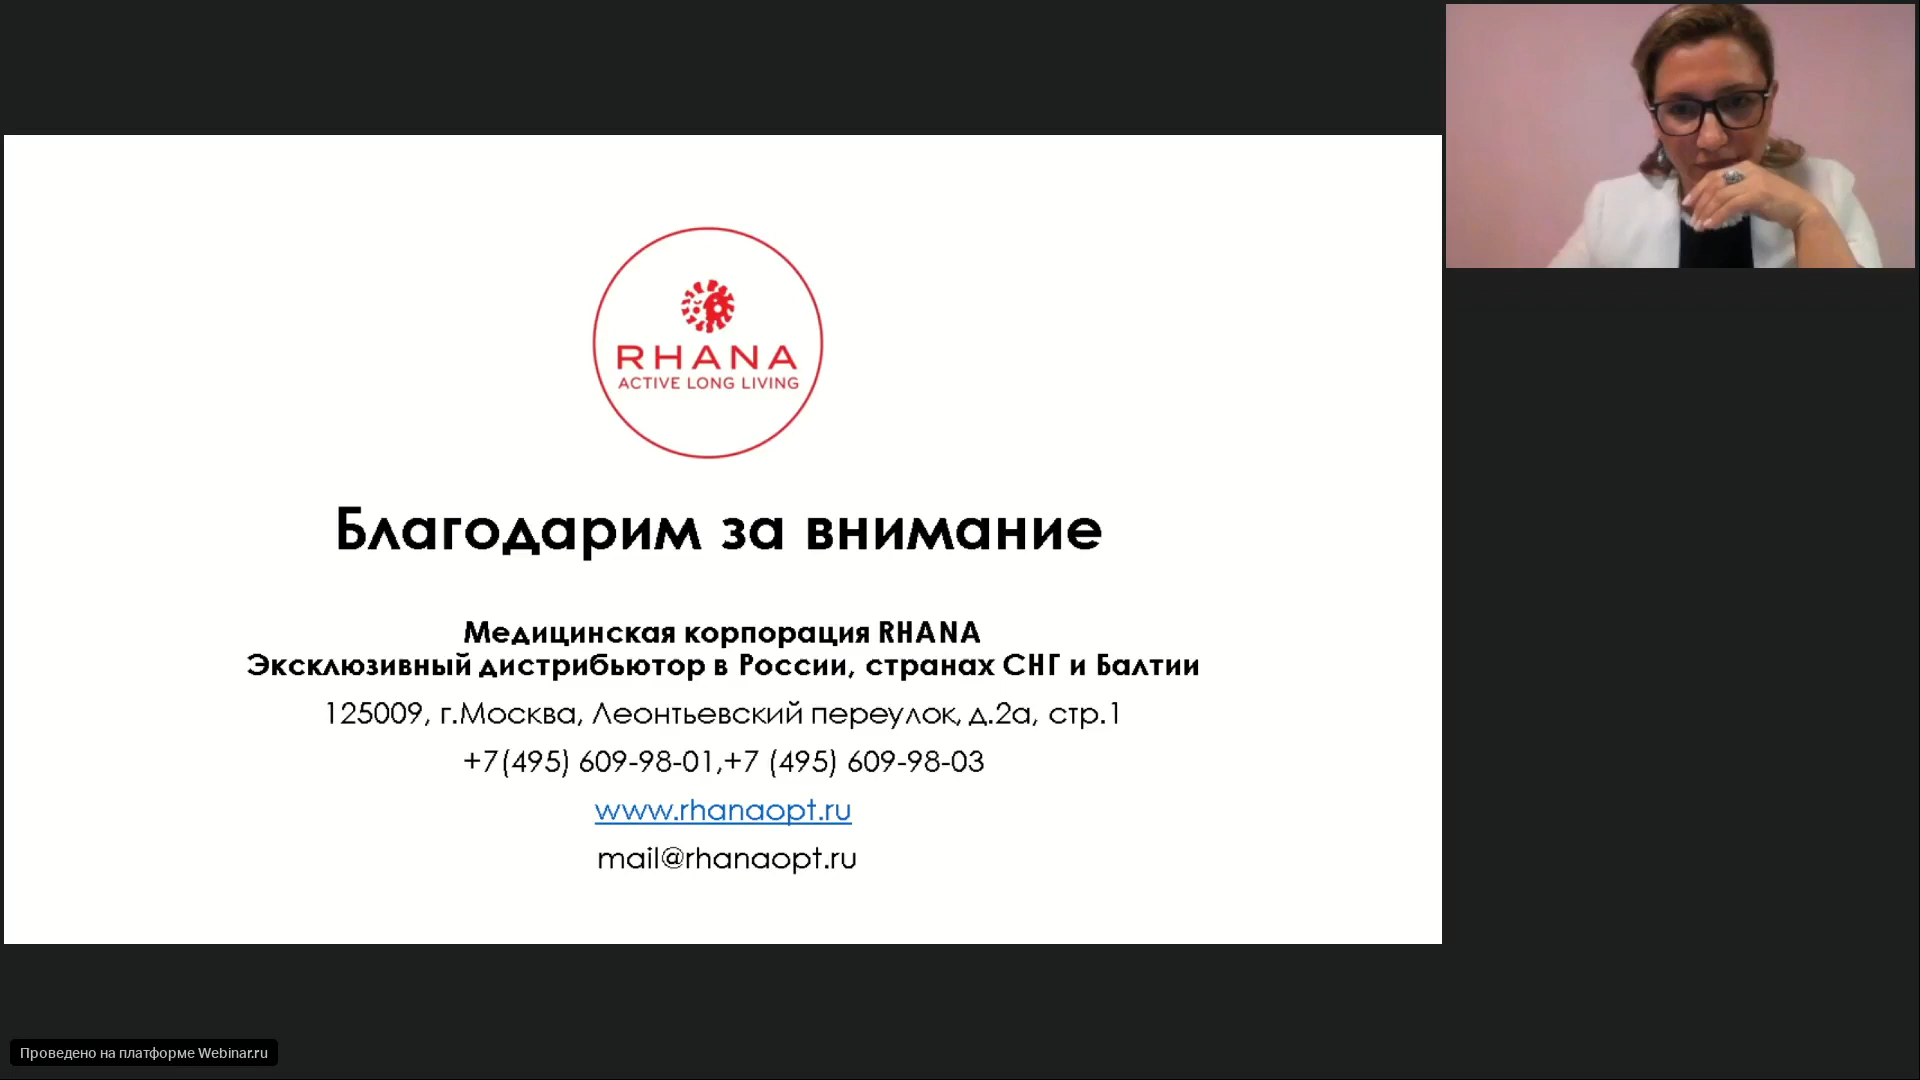 RHANA
ACTIVE LONG LIVING
Благодарим за внимание
Медицинская корпорация RHANA
Эксклюзивный дистрибьютор в России, странах СНГ и Балтии
125009, г.Москва, Леонтьевский переулок, д.2а, стр.1
+7(495) 609-98-01,+7 (495) 609-98-03
www.rhanaopt.ru
mail@rhanaopt.ru
Проведено на платформе Webinar.ru